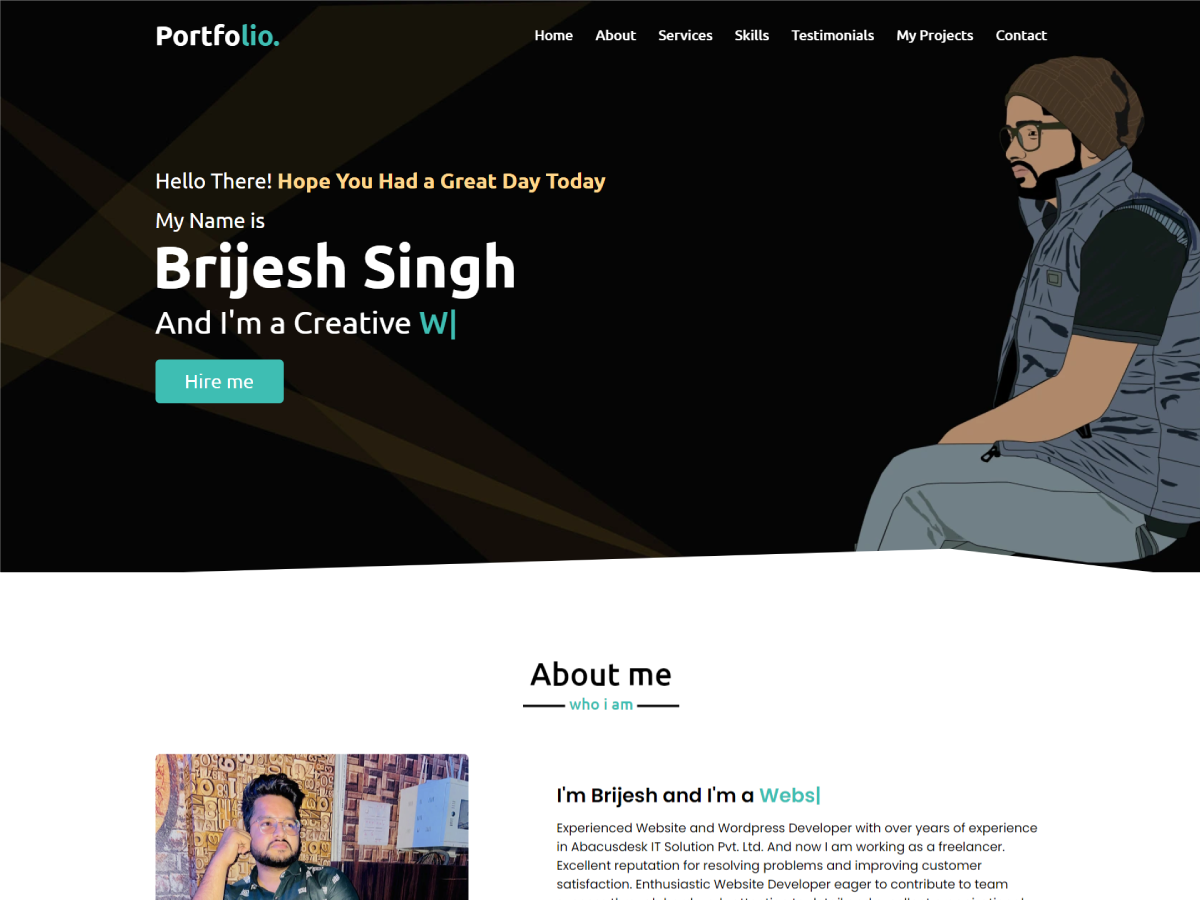 Portfolio.
Home About Services Skills Testimonials My Projects Contact
Hello There! Hope You Had a Great Day Today
My Name is
Brijesh Singh
And I'm a Creative W|
Hire me
About me
who i am
I'm Brijesh and I'm a Webs|
Experienced Website and Wordpress Developer with over years of experience
in Abacusdesk IT Solution Pvt. Ltd. And now I am working as a freelancer.
Excellent reputation for resolving problems and improving customer
satisfaction. Enthusiastic Website Developer eager to contribute to team